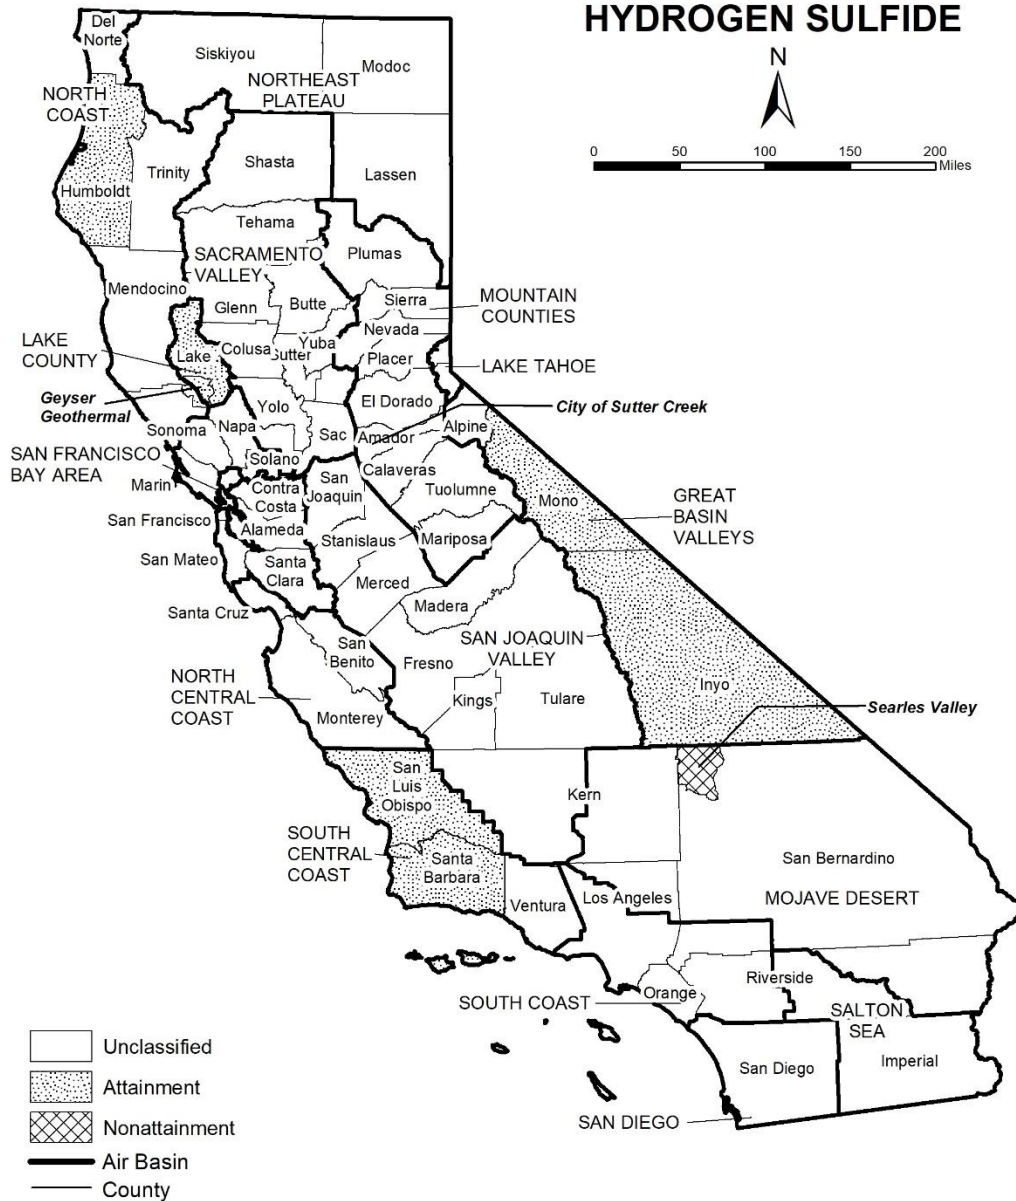 HYDROGEN SULFIDE
N
0 50 100 150 200
Miles
Del
Norte
Siskiyou
Modoc
NORTHEAST
PLATEAU
NORTH
COAST
Humboldt
Trinity
Shasta
Lassen
Tehama
Plumas
SACRAMENTO
VALLEY
Mendocino
Glenn
Butte
Sierra
MOUNTAIN
COUNTIES
Nevada
Yuba
Sutter
Colusa
Placer
LAKE
COUNTY
Lake
LAKE TAHOE
Geyser
Geothermal
Yolo
El Dorado
City of Sutter Creek
Sonoma
Napa
Sac
Amador
Alpine
SAN FRANCISCO
BAY AREA
Solano
Calaveras
Marin
Contra
Costa
San
Joaquin
Tuolumne
Mono
GREAT
BASIN
VALLEYS
San Francisco
Alameda
Stanislaus
Mariposa
San Mateo
Santa
Clara
Merced
Santa Cruz
Madera
San
Benito
Fresno
SAN JOAQUIN
VALLEY
NORTH
CENTRAL
COAST
Monterey
Kings
Tulare
Inyo
Searles Valley
San
Luis
Obispo
Kern
SOUTH
CENTRAL
COAST
Santa
Barbara
San Bernardino
Ventura
Los Angeles
MOJAVE DESERT
Riverside
Orange
SOUTH COAST
SALTON
SEA
San Diego
Imperial
SAN DIEGO
Unclassified
Attainment
Nonattainment
Air Basin
County